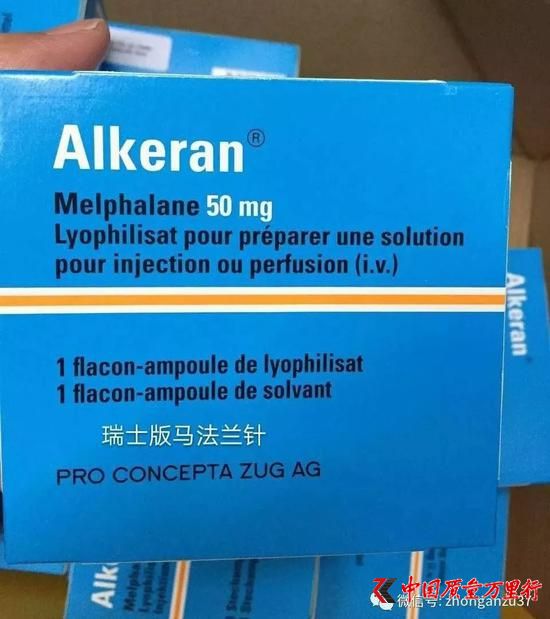 Alkeran®
Melphalane 50 mg
Lyophilisat pour préparer une solution
pour injection ou perfusion (i.v.)
Alkeran
1 flacon-ampoule de lyophilisat
1 flacon-ampoule de solvant
瑞士版马法兰针
PRO CONCEPTA ZUG AG
中国质量万里行
微信号: zhonganzu37